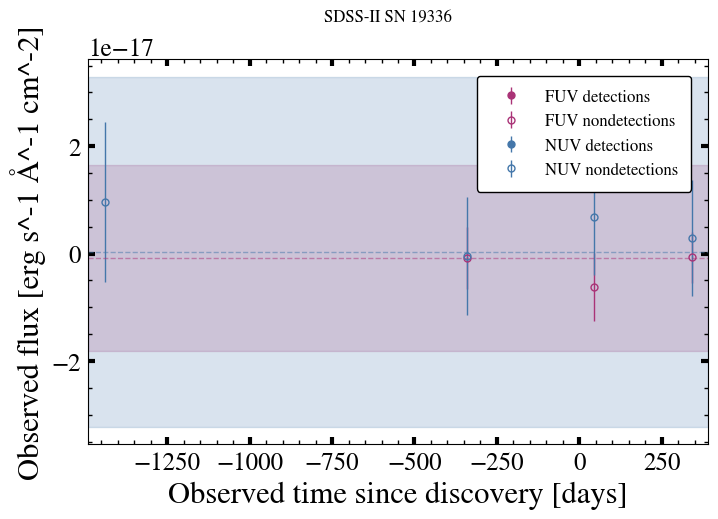 SDSS-II SN 19336
1e−17
FUV detections
FUV nondetections
NUV detections
NUV nondetections
2
0
−2
Observed flux [erg s^-1 Å^-1 cm^-2]
−1250 −1000 −750 −500 −250 0 250
Observed time since discovery [days]